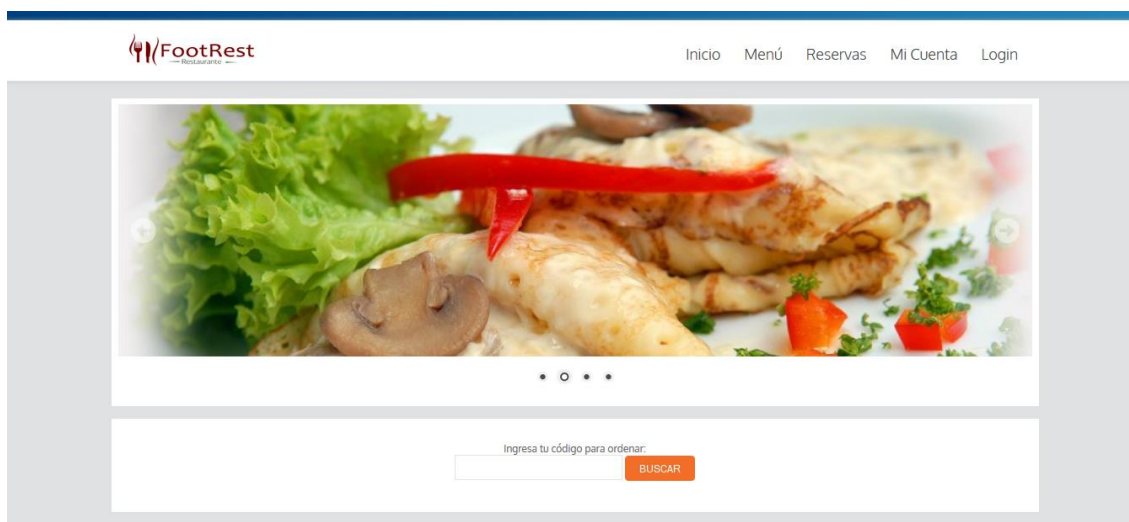 FootRest
Restaurante
Inicio Menú Reservas Mi Cuenta Login
Ingresa tu código para ordenar:
BUSCAR